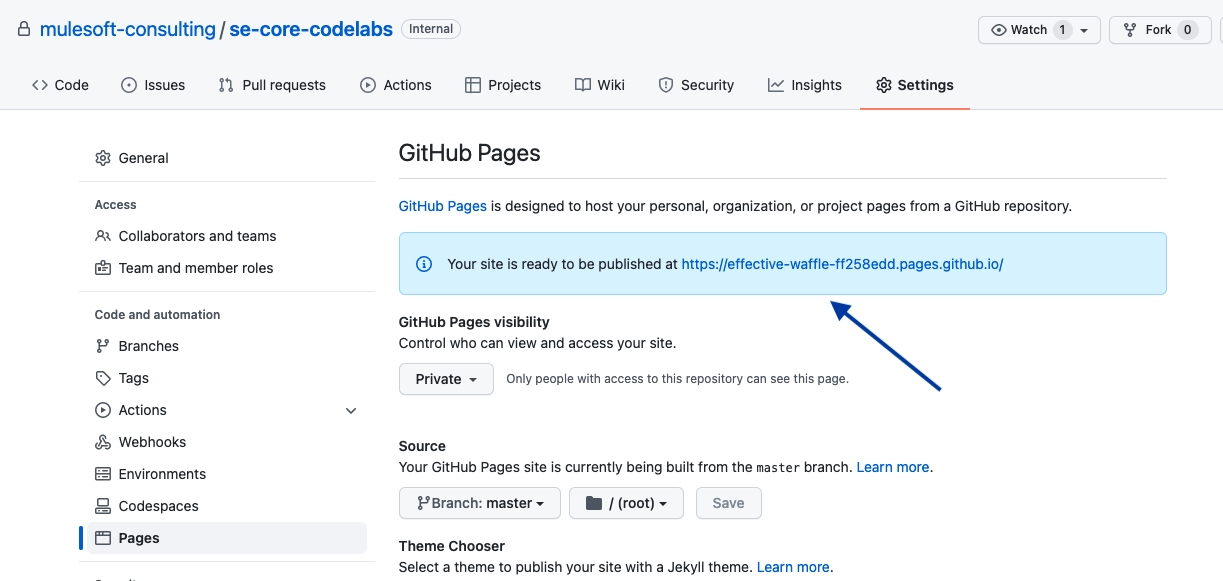 mulesoft-consulting / se-core-codelabs Internal
Watch 1
Fork 0
Code Issues Pull requests Actions Projects Wiki Security Insights Settings
General
Access
Collaborators and teams
Team and member roles
Code and automation
Branches
Tags
Actions
Webhooks
Environments
Codespaces
Pages
GitHub Pages
GitHub Pages is designed to host your personal, organization, or project pages from a GitHub repository.
Your site is ready to be published at https://effective-waffle-ff258edd.pages.github.io/
GitHub Pages visibility
Control who can view and access your site.
Private Only people with access to this repository can see this page.
Source
Your GitHub Pages site is currently being built from the master branch. Learn more.
Branch: master / (root) Save
Theme Chooser
Select a theme to publish your site with a Jekyll theme. Learn more.